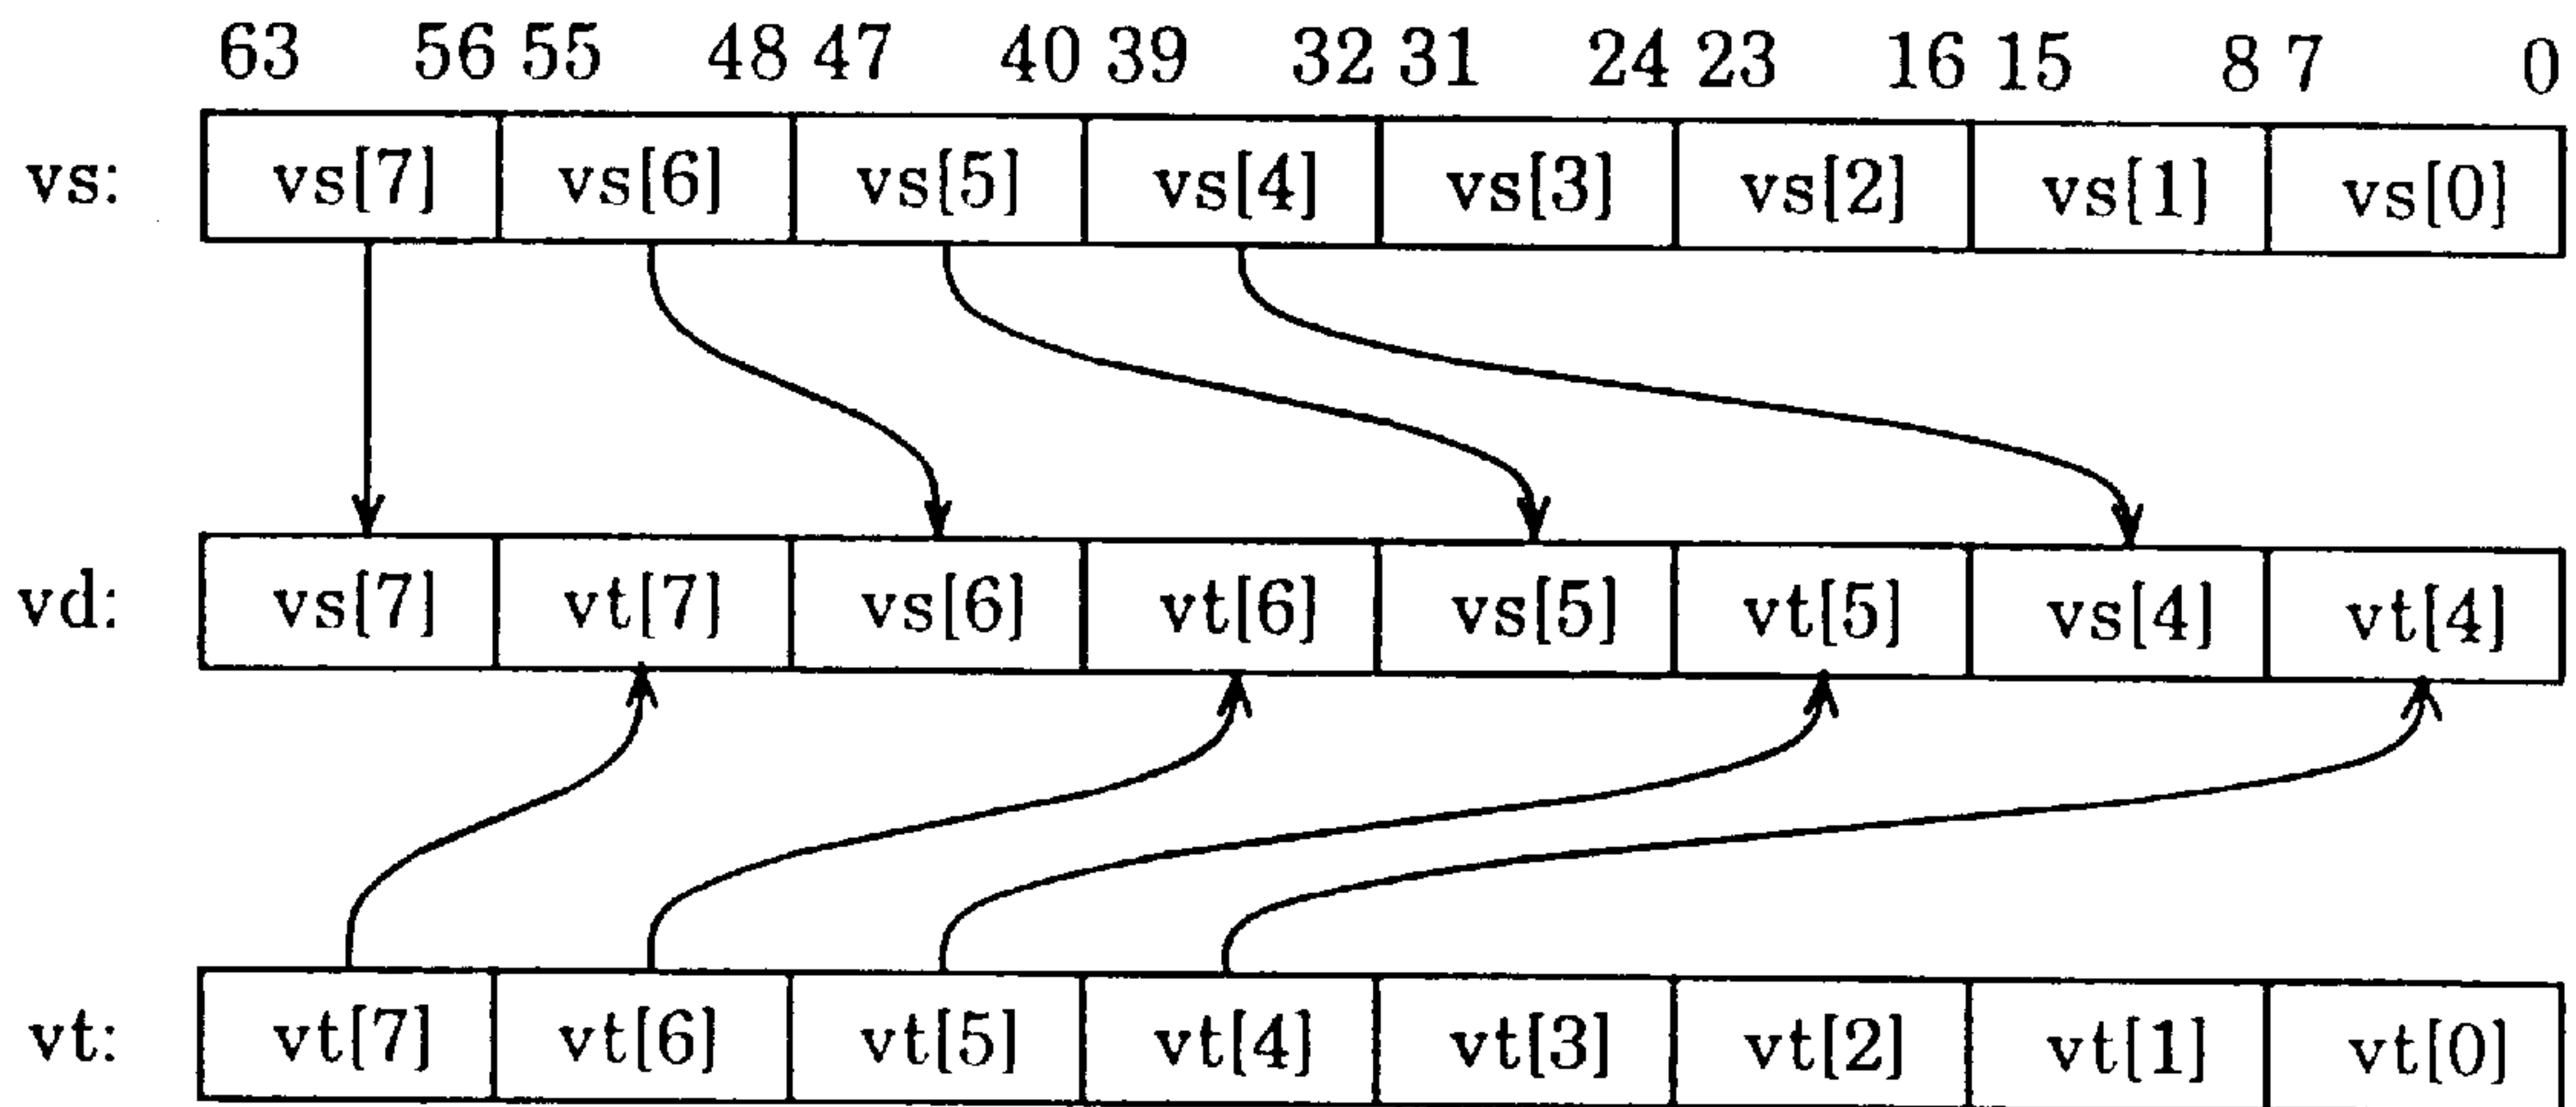 63 56 55 48 47 40 39 32 31 24 23 16 15 8 7 0
vs: vs[7] vs[6] vs[5] vs[4] vs[3] vs[2] vs[1] vs[0]
vd: vs[7] vt[7] vs[6] vt[6] vs[5] vt[5] vs[4] vt[4]
vt: vt[7] vt[6] vt[5] vt[4] vt[3] vt[2] vt[1] vt[0]